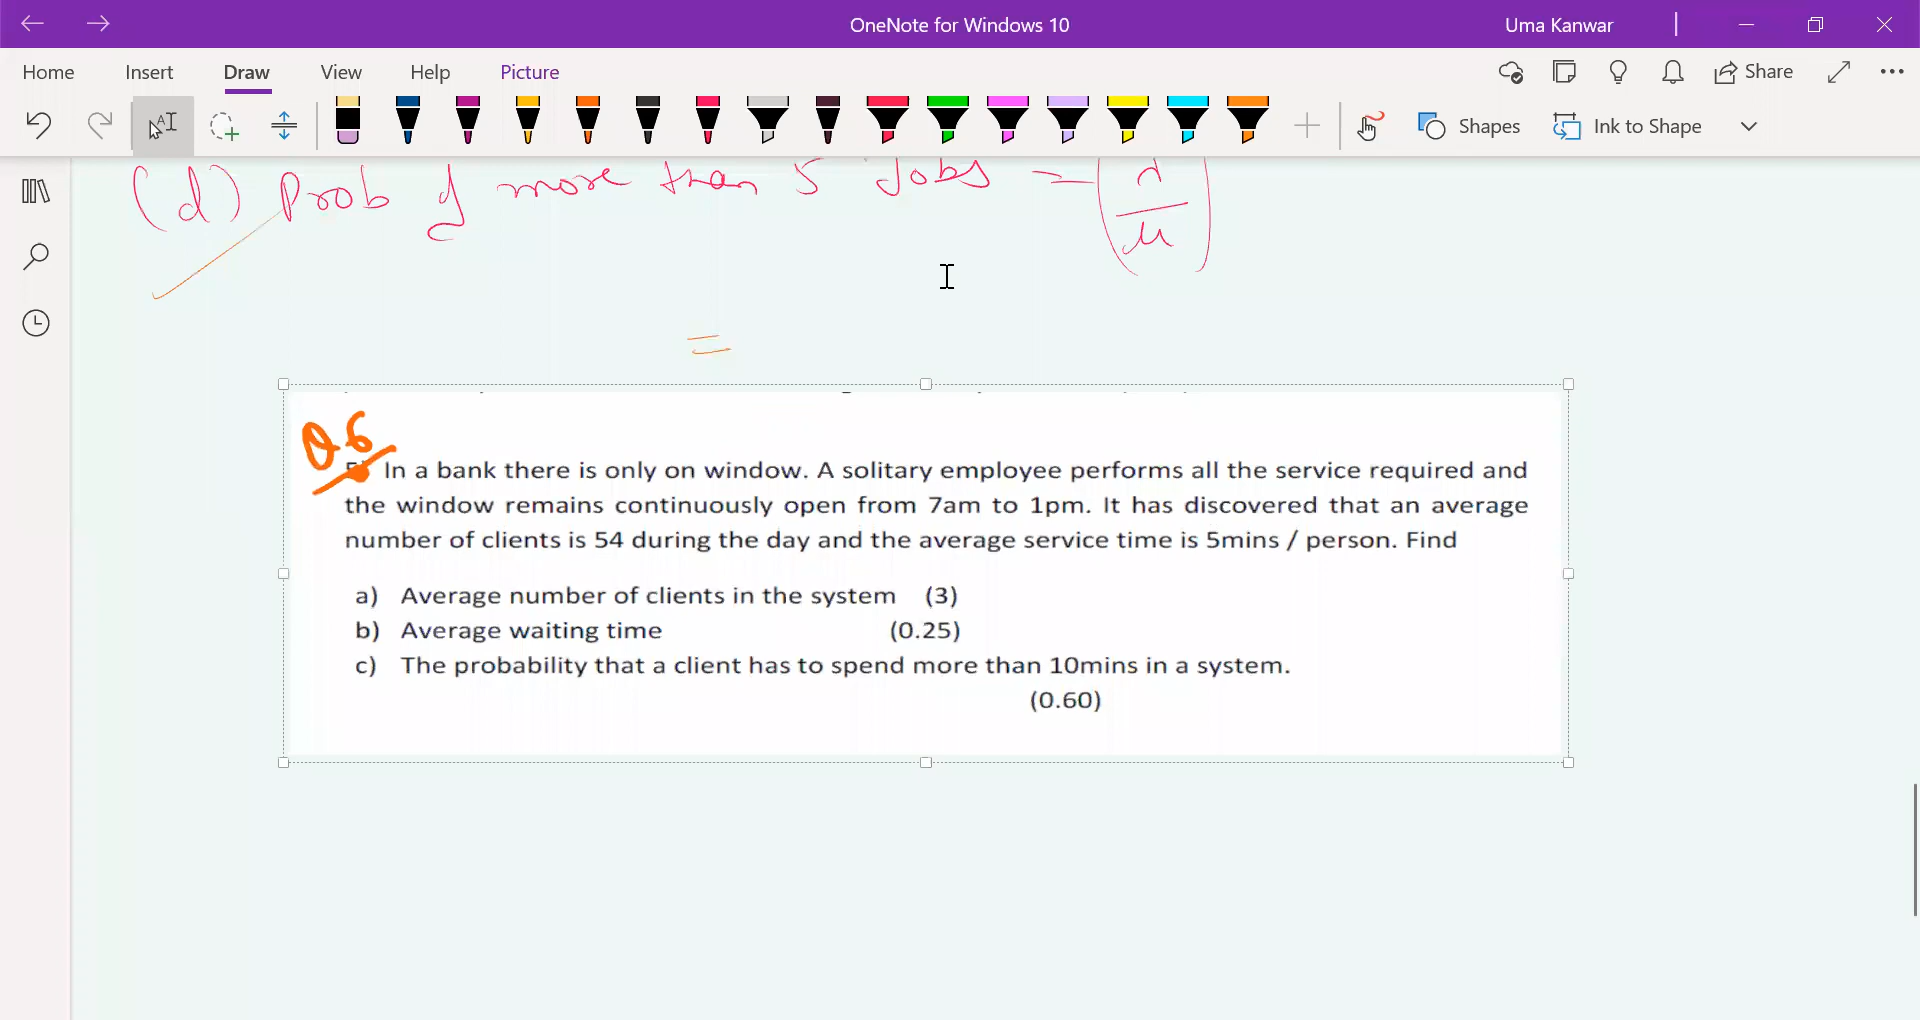 OneNote for Windows 10
Uma Kanwar
Home Insert Draw View Help Picture
Share
Shapes
Ink to Shape
(d) Prob of more than 5 Jobs = (λ/μ)
=
Q6
In a bank there is only on window. A solitary employee performs all the service required and
the window remains continuously open from 7am to 1pm. It has discovered that an average
number of clients is 54 during the day and the average service time is 5mins / person. Find
a) Average number of clients in the system (3)
b) Average waiting time (0.25)
c) The probability that a client has to spend more than 10mins in a system.
(0.60)